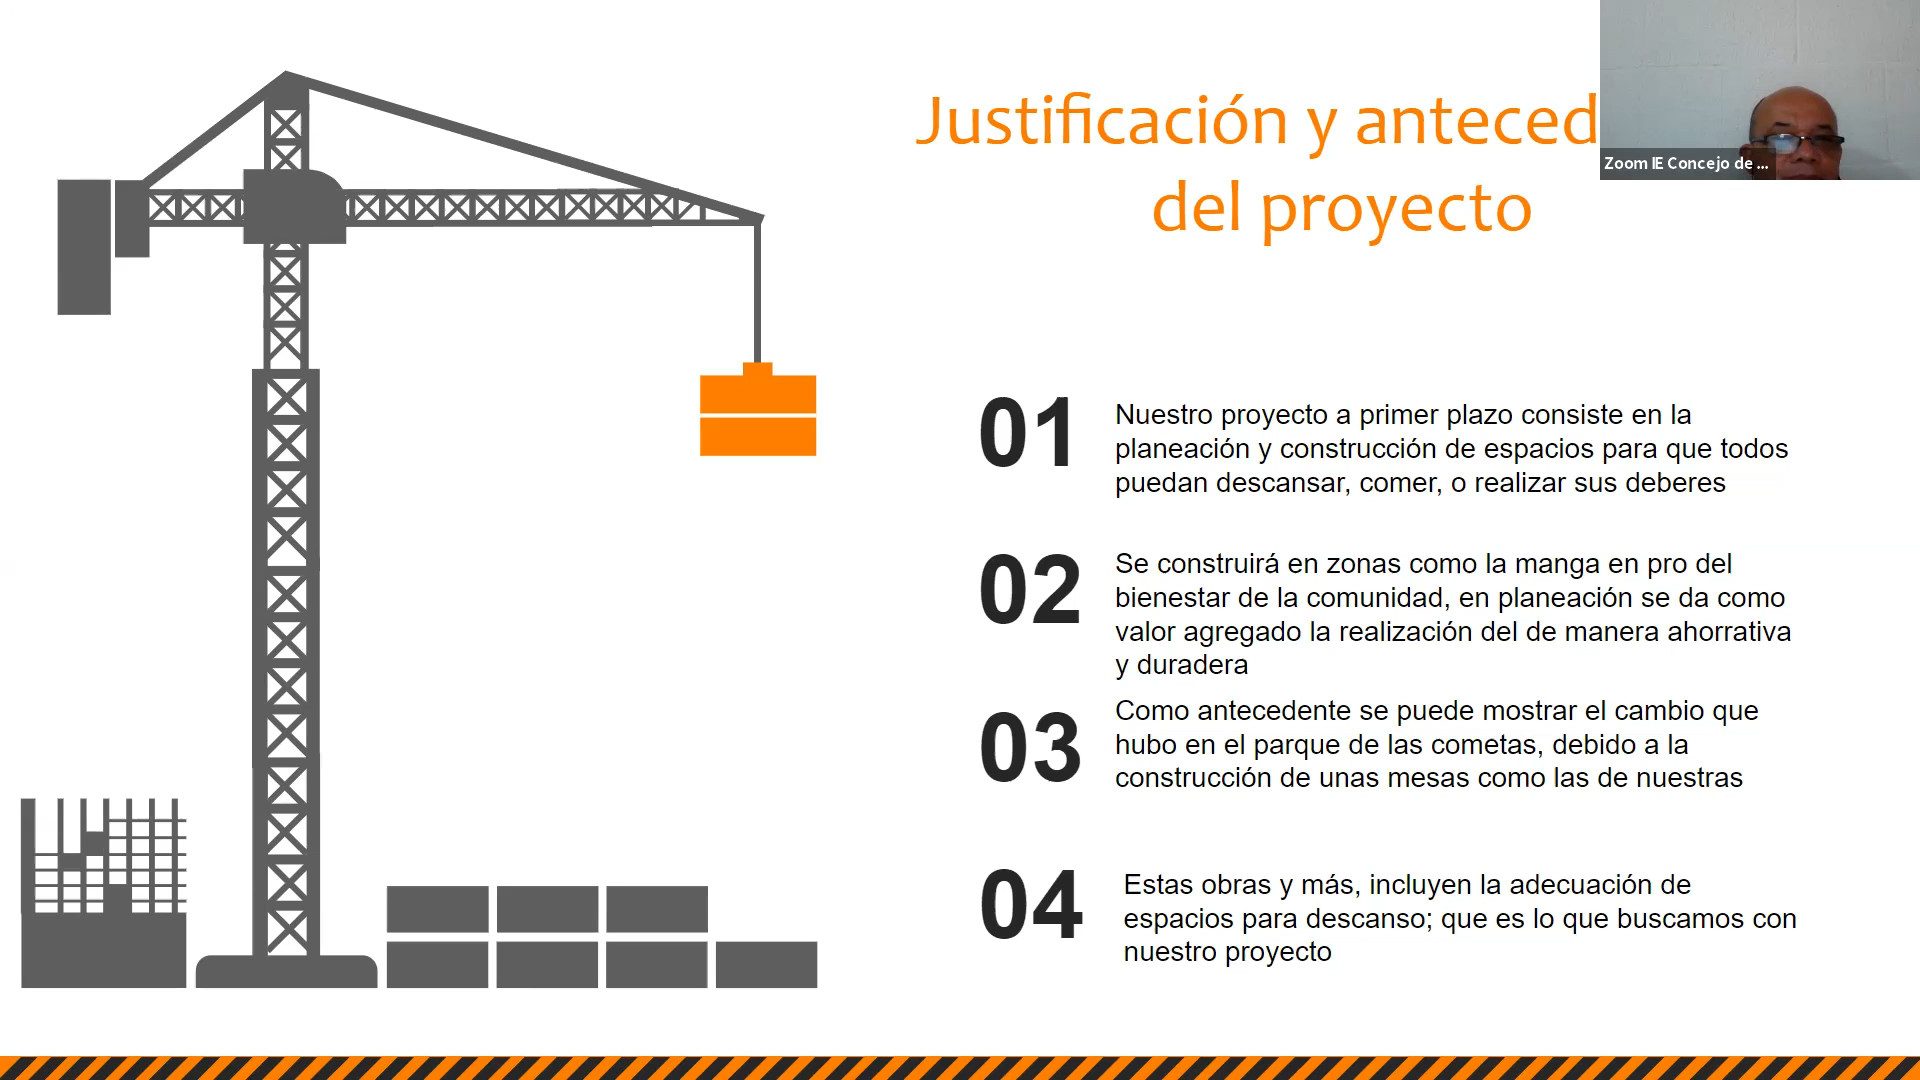 Justificación y anteced
del proyecto
Zoom IE Concejo de ...
01
Nuestro proyecto a primer plazo consiste en la
planeación y construcción de espacios para que todos
puedan descansar, comer, o realizar sus deberes
02
Se construirá en zonas como la manga en pro del
bienestar de la comunidad, en planeación se da como
valor agregado la realización del de manera ahorrativa
y duradera
03
Como antecedente se puede mostrar el cambio que
hubo en el parque de las cometas, debido a la
construcción de unas mesas como las de nuestras
04
Estas obras y más, incluyen la adecuación de
espacios para descanso; que es lo que buscamos con
nuestro proyecto